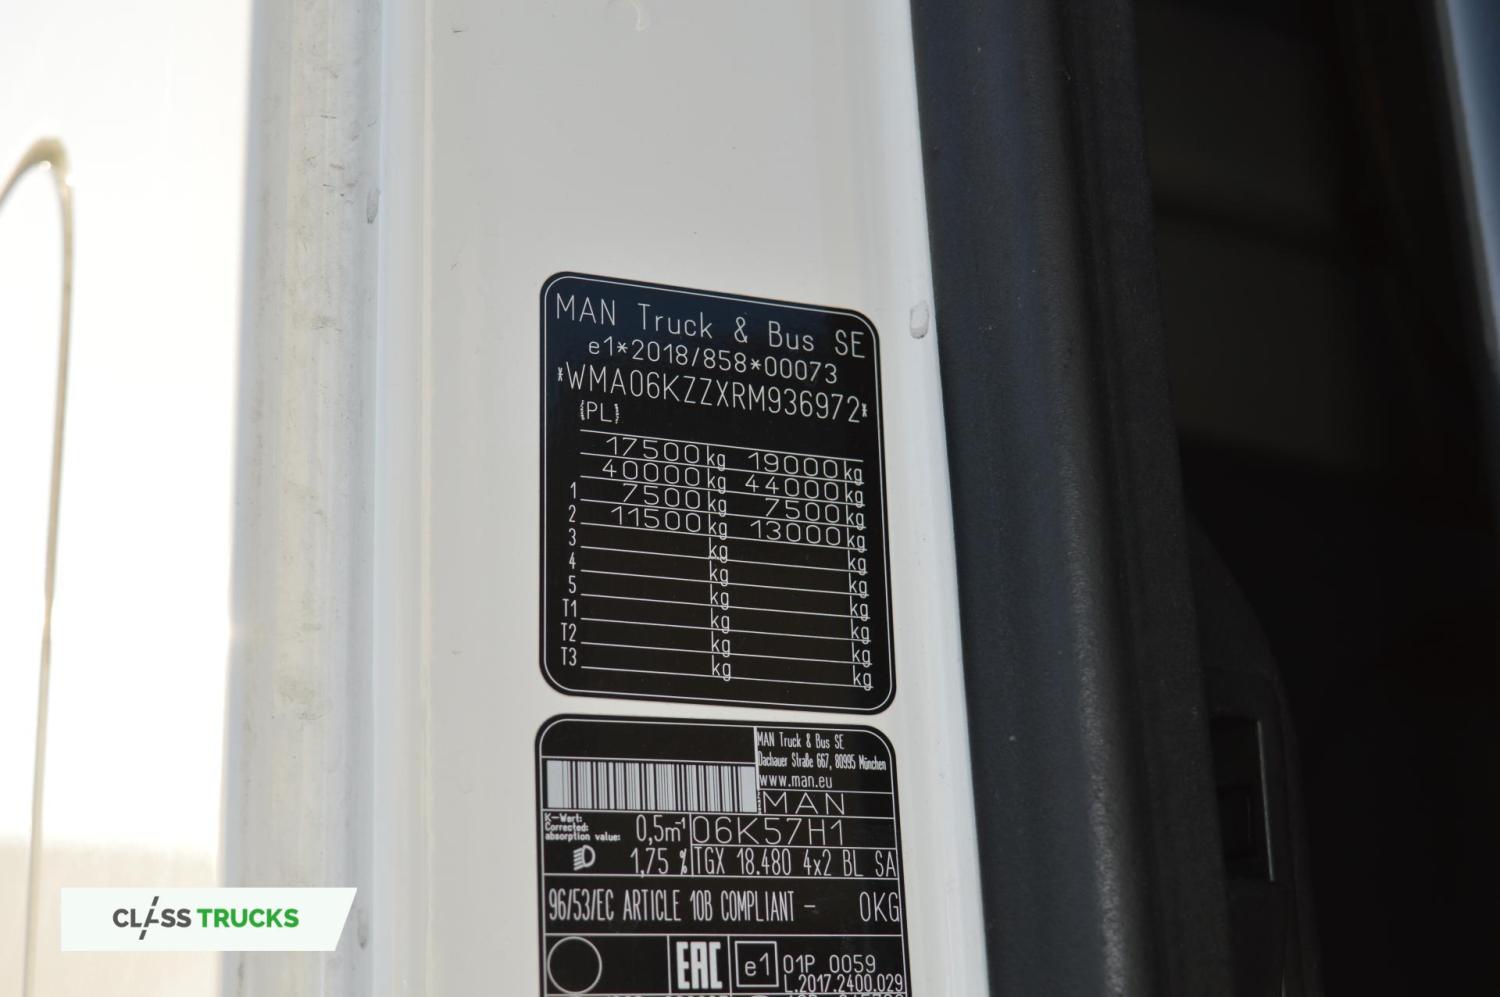 MAN Truck & Bus SE
e1*2018/858*00073
*WMA06KZZXRM936972*
(PL)
17500 kg 19000 kg
40000 kg 44000 kg
1 7500 kg 7500 kg
2 11500 kg 13000 kg
3 kg kg
4 kg kg
5 kg kg
T1 kg kg
T2 kg kg
T3 kg kg
MAN Truck & Bus SE
Dachauer Straße 667, 80995 München
www.man.eu
MAN
K-Wert:
Corrected
absorption value:
0,5m⁻¹
06K57H1
1,75 %
TGX 18.480 4x2 BL SA
96/53/EC ARTICLE 10B COMPLIANT - 0KG
EAC
e1
01P 0059
L.2017.2400.029
CLASS TRUCKS